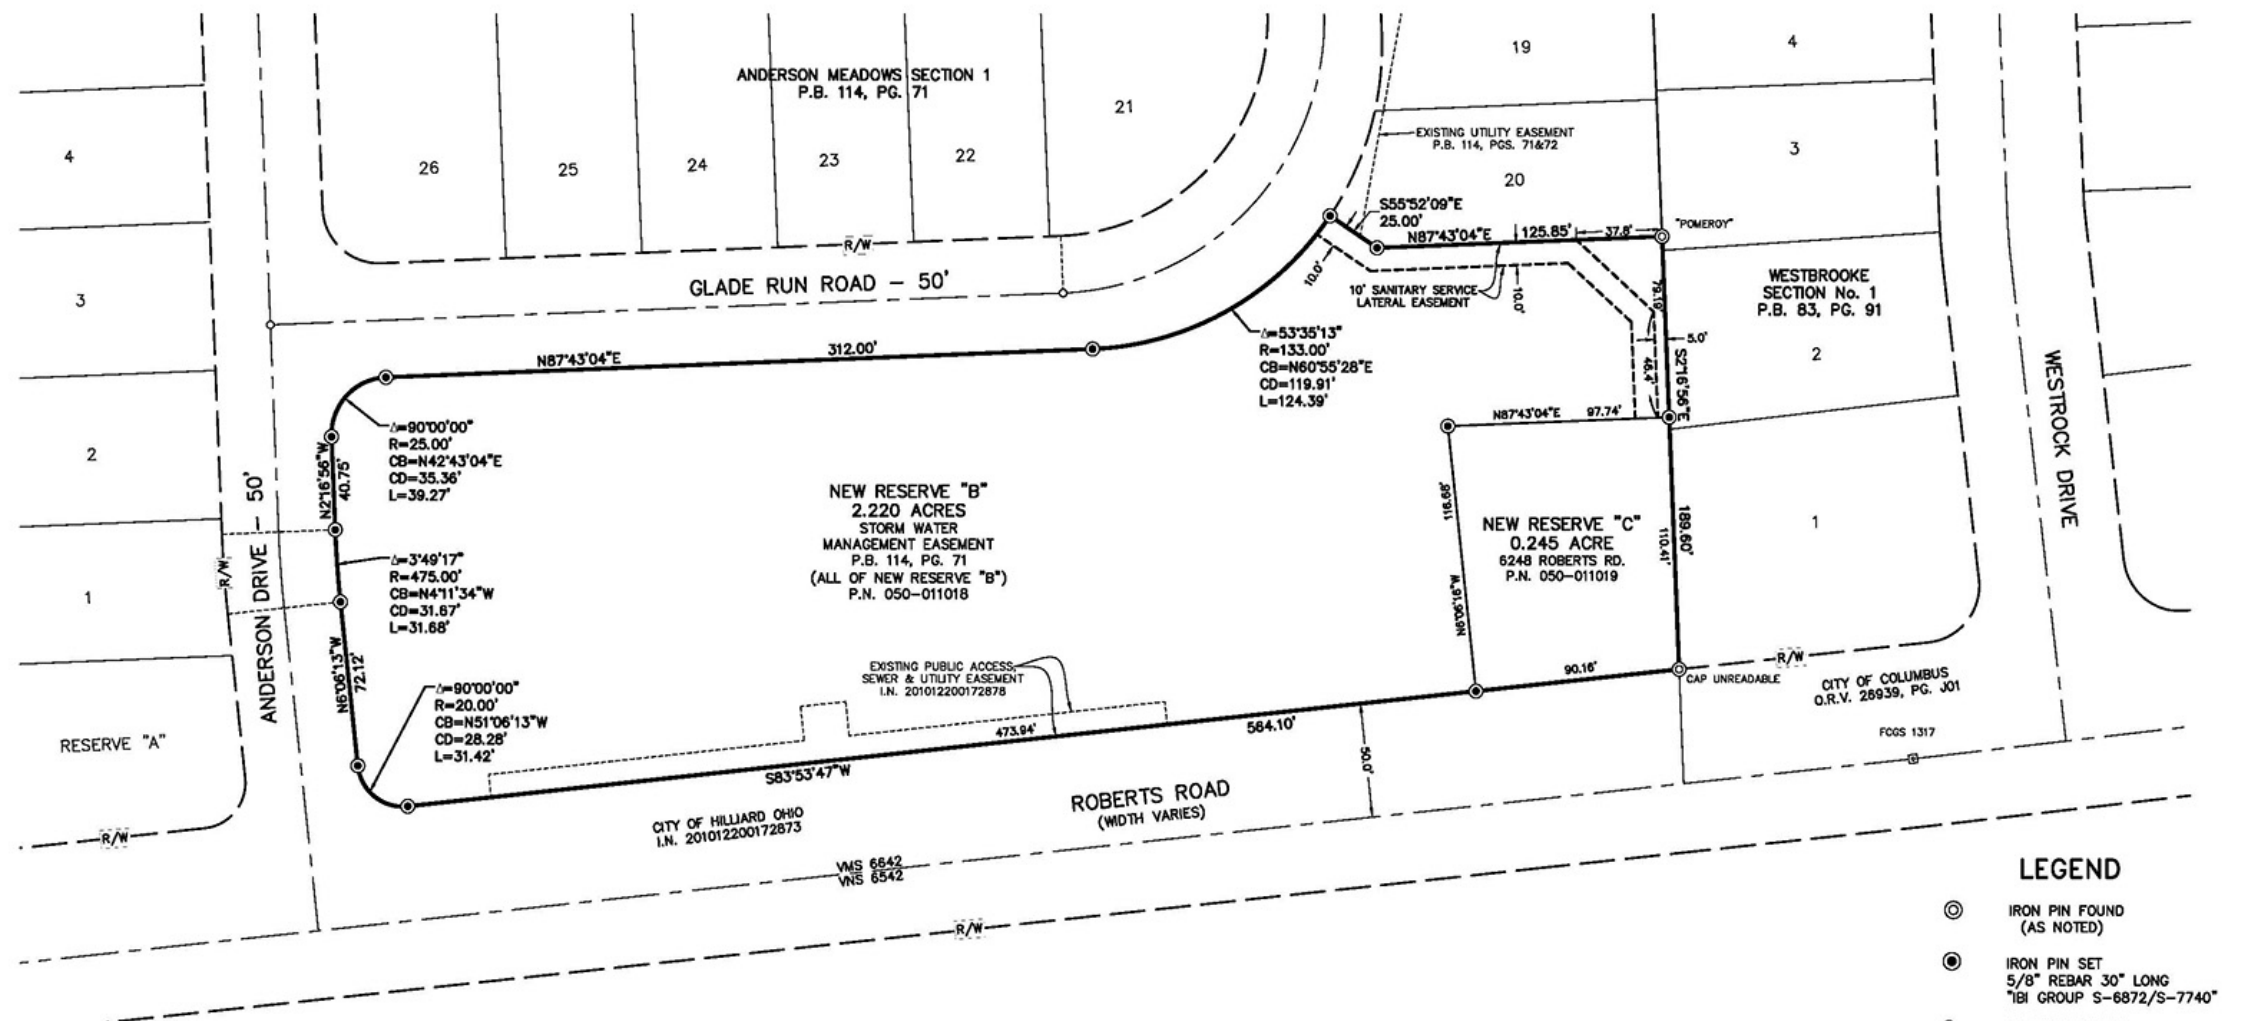 ANDERSON MEADOWS SECTION 1
P.B. 114, PG. 71
19
4
21
4
26
25
24
23
22
EXISTING UTILITY EASEMENT
P.B. 114, PGS. 71&72
20
3
S55°52'09"E
25.00'
N87°43'04"E
125.85'
37.8'
"POMEROY"
R/W
3
GLADE RUN ROAD - 50'
10.0'
10' SANITARY SERVICE
LATERAL EASEMENT
10.0'
79.19'
5.0'
48.4'
S2°16'56"E
WESTBROOKE
SECTION No. 1
P.B. 83, PG. 91
2
WESTROCK DRIVE
N87°43'04"E
312.00'
Δ=53°35'13"
R=133.00'
CB=N60°55'28"E
CD=119.91'
L=124.39'
2
Δ=90°00'00"
R=25.00'
CB=N42°43'04"E
CD=35.36'
L=39.27'
N2°16'56"W
40.75'
N87°43'04"E
97.74'
119.68'
N6°06'13"W
189.60'
110.41'
NEW RESERVE "B"
2.220 ACRES
STORM WATER
MANAGEMENT EASEMENT
P.B. 114, PG. 71
(ALL OF NEW RESERVE "B")
P.N. 050-011018
NEW RESERVE "C"
0.245 ACRE
6248 ROBERTS RD.
P.N. 050-011019
1
1
R/W
ANDERSON DRIVE - 50'
Δ=3°49'17"
R=475.00'
CB=N4°11'34"W
CD=31.67'
L=31.68'
N6°06'13"W
72.12'
Δ=90°00'00"
R=20.00'
CB=N51°06'13"W
CD=28.28'
L=31.42'
EXISTING PUBLIC ACCESS,
SEWER & UTILITY EASEMENT
I.N. 201012200172878
90.16'
CAP UNREADABLE
R/W
CITY OF COLUMBUS
O.R.V. 28939, PG. J01
FCGS 1317
RESERVE "A"
473.94'
564.10'
S83°53'47"W
50.0'
ROBERTS ROAD
(WIDTH VARIES)
CITY OF HILLIARD OHIO
I.N. 201012200172873
R/W
VMS 6642
VNS 6542
R/W
LEGEND
IRON PIN FOUND
(AS NOTED)
IRON PIN SET
5/8" REBAR 30" LONG
"IBI GROUP S-6872/S-7740"